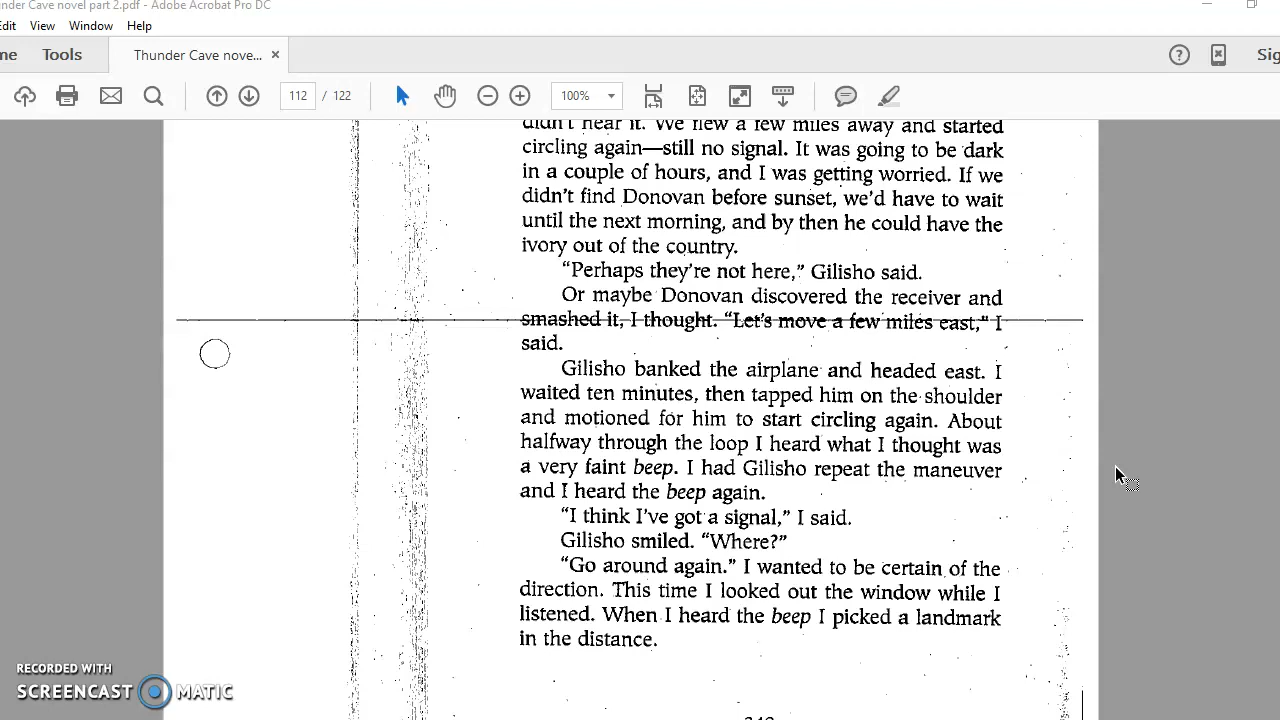 nder Cave novel part 2.pdf - Adobe Acrobat Pro DC
Edit View Window Help
me Tools Thunder Cave nove... × Sig
112 / 122 100%
didn't hear it. We flew a few miles away and started
circling again—still no signal. It was going to be dark
in a couple of hours, and I was getting worried. If we
didn't find Donovan before sunset, we'd have to wait
until the next morning, and by then he could have the
ivory out of the country.
“Perhaps they're not here,” Gilisho said.
Or maybe Donovan discovered the receiver and
smashed it, I thought. “Let's move a few miles east,” I
said.
Gilisho banked the airplane and headed east. I
waited ten minutes, then tapped him on the shoulder
and motioned for him to start circling again. About
halfway through the loop I heard what I thought was
a very faint beep. I had Gilisho repeat the maneuver
and I heard the beep again.
“I think I've got a signal,” I said.
Gilisho smiled. “Where?”
“Go around again.” I wanted to be certain of the
direction. This time I looked out the window while I
listened. When I heard the beep I picked a landmark
in the distance.
RECORDED WITH
SCREENCAST MATIC